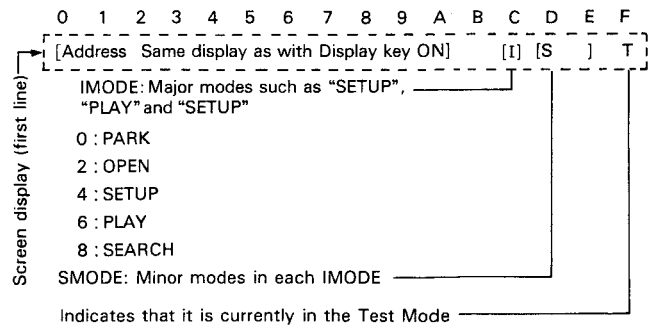 0 1 2 3 4 5 6 7 8 9 A B C D E F
[Address Same display as with Display key ON] [I] [S ] T
IMODE: Major modes such as “SETUP”,
“PLAY” and “SETUP”
0 : PARK
2 : OPEN
4 : SETUP
6 : PLAY
8 : SEARCH
SMODE: Minor modes in each IMODE
Indicates that it is currently in the Test Mode
Screen display (first line)